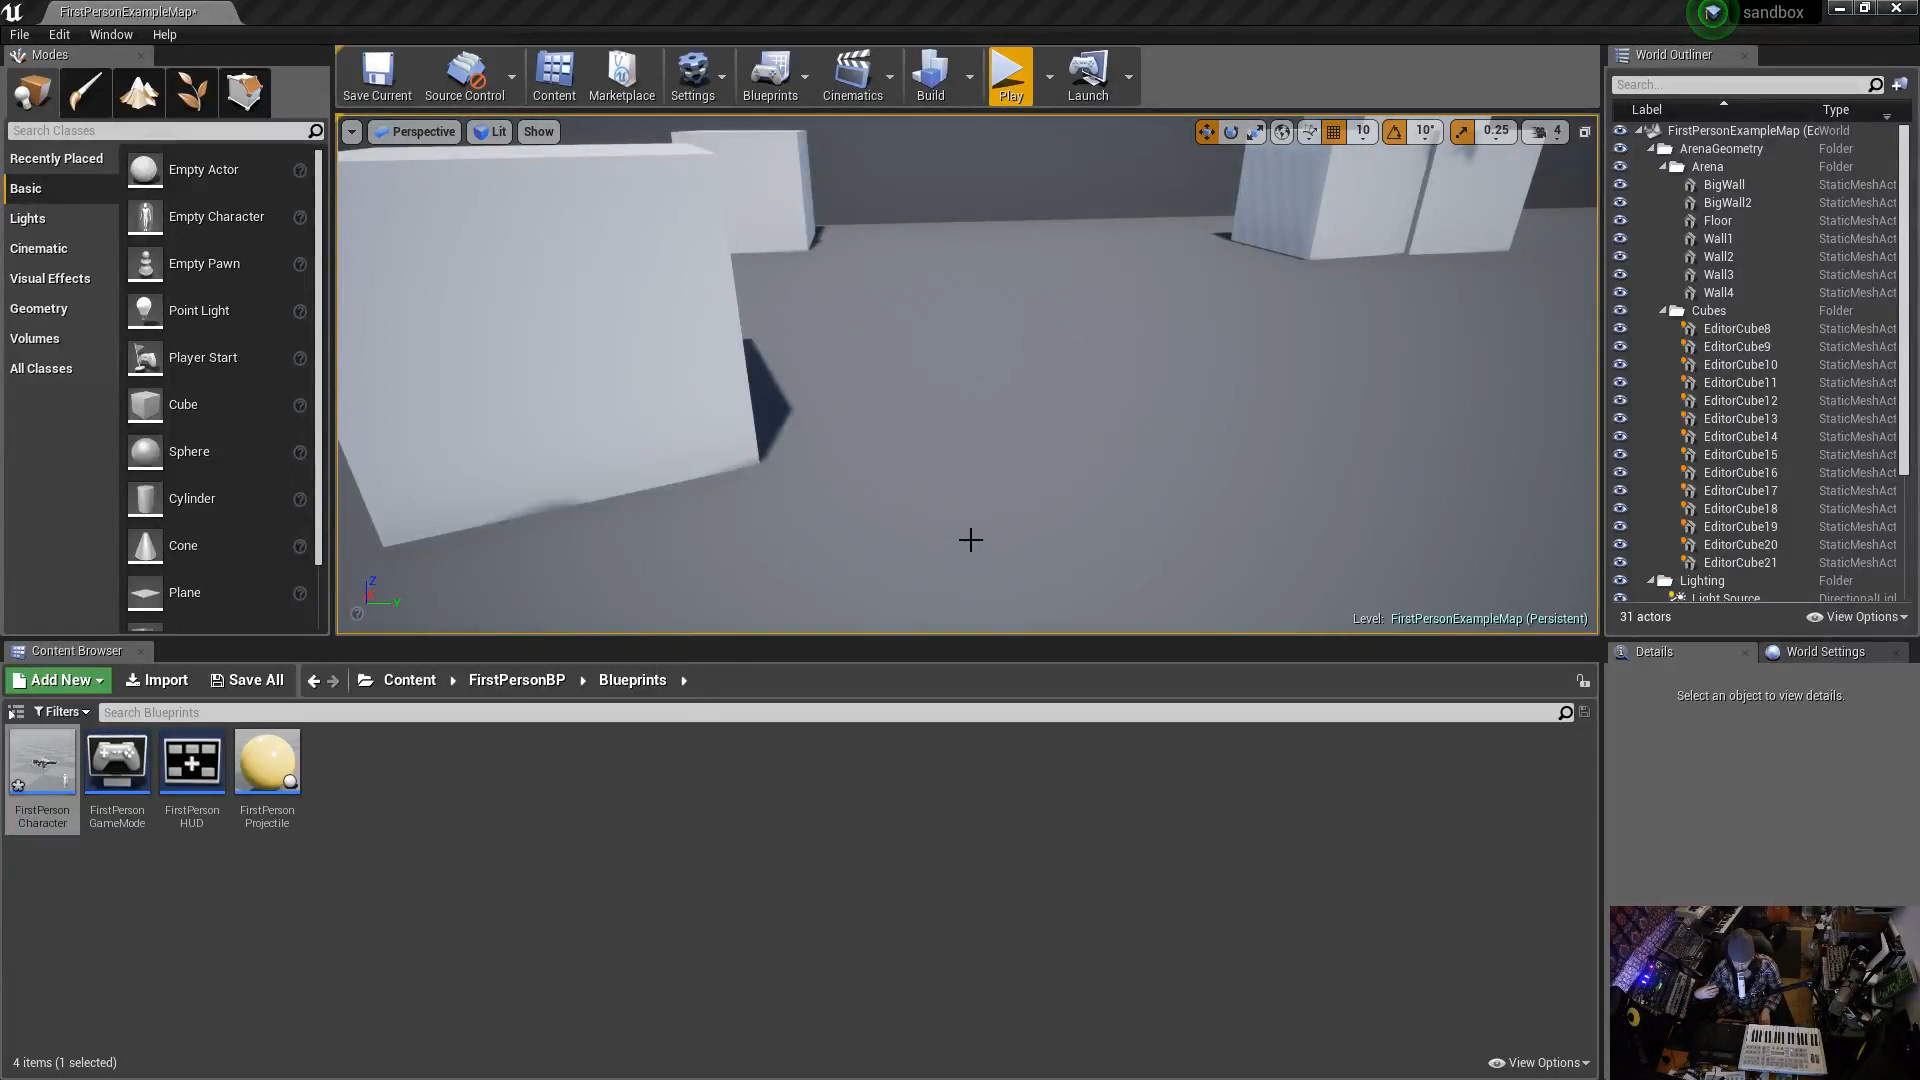 FirstPersonExampleMap*
sandbox
File Edit Window Help
Modes
Search Classes
Recently Placed
Basic
Lights
Cinematic
Visual Effects
Geometry
Volumes
All Classes
Empty Actor
Empty Character
Empty Pawn
Point Light
Player Start
Cube
Sphere
Cylinder
Cone
Plane
Save Current Source Control Content Marketplace Settings Blueprints Cinematics Build Play Launch
Perspective Lit Show
10 10° 0.25 4
Z
Y
Level: FirstPersonExampleMap (Persistent)
World Outliner
Search...
Label Type
FirstPersonExampleMap (Ed World
ArenaGeometry Folder
Arena Folder
BigWall StaticMeshAct
BigWall2 StaticMeshAct
Floor StaticMeshAct
Wall1 StaticMeshAct
Wall2 StaticMeshAct
Wall3 StaticMeshAct
Wall4 StaticMeshAct
Cubes Folder
EditorCube8 StaticMeshAct
EditorCube9 StaticMeshAct
EditorCube10 StaticMeshAct
EditorCube11 StaticMeshAct
EditorCube12 StaticMeshAct
EditorCube13 StaticMeshAct
EditorCube14 StaticMeshAct
EditorCube15 StaticMeshAct
EditorCube16 StaticMeshAct
EditorCube17 StaticMeshAct
EditorCube18 StaticMeshAct
EditorCube19 StaticMeshAct
EditorCube20 StaticMeshAct
EditorCube21 StaticMeshAct
Lighting Folder
Light Source DirectionalLigl
31 actors View Options
Content Browser
Add New Import Save All Content FirstPersonBP Blueprints
Filters Search Blueprints
FirstPerson
Character
FirstPerson
GameMode
FirstPerson
HUD
FirstPerson
Projectile
4 items (1 selected) View Options
Details World Settings
Select an object to view details.